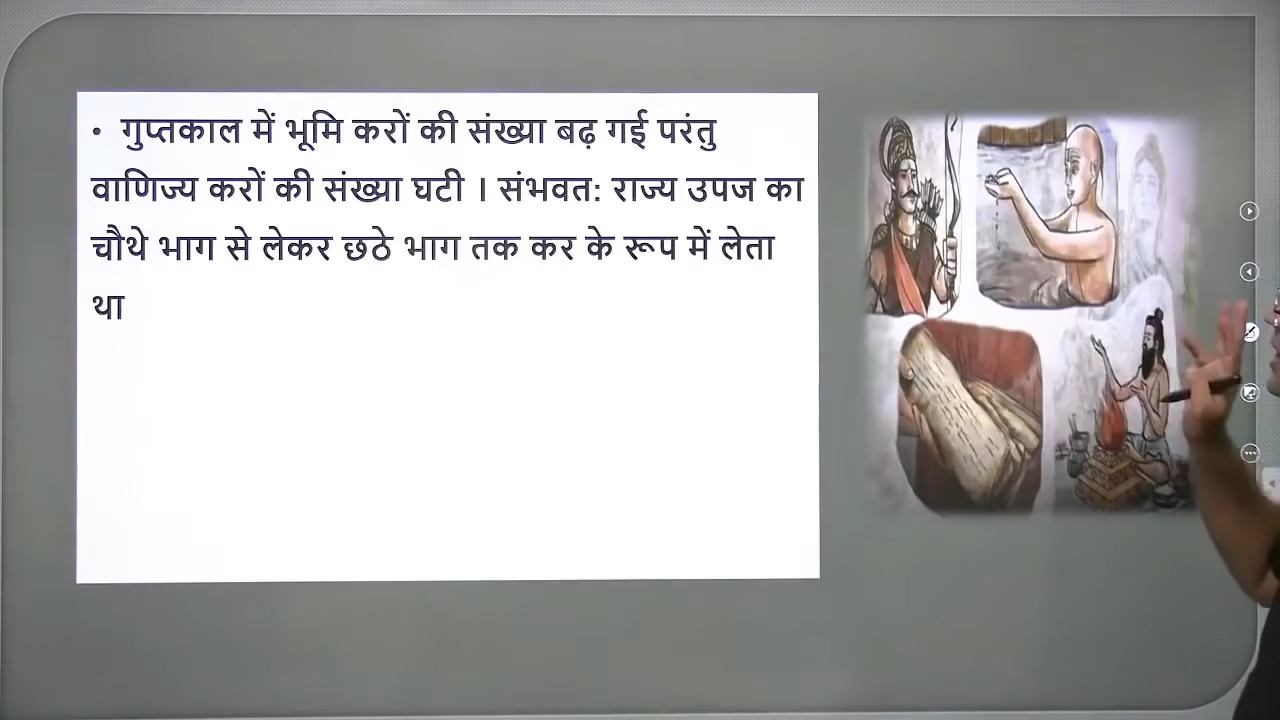 • गुप्तकाल में भूमि करों की संख्या बढ़ गई परंतु
वाणिज्य करों की संख्या घटी । संभवत: राज्य उपज का
चौथे भाग से लेकर छठे भाग तक कर के रूप में लेता
था